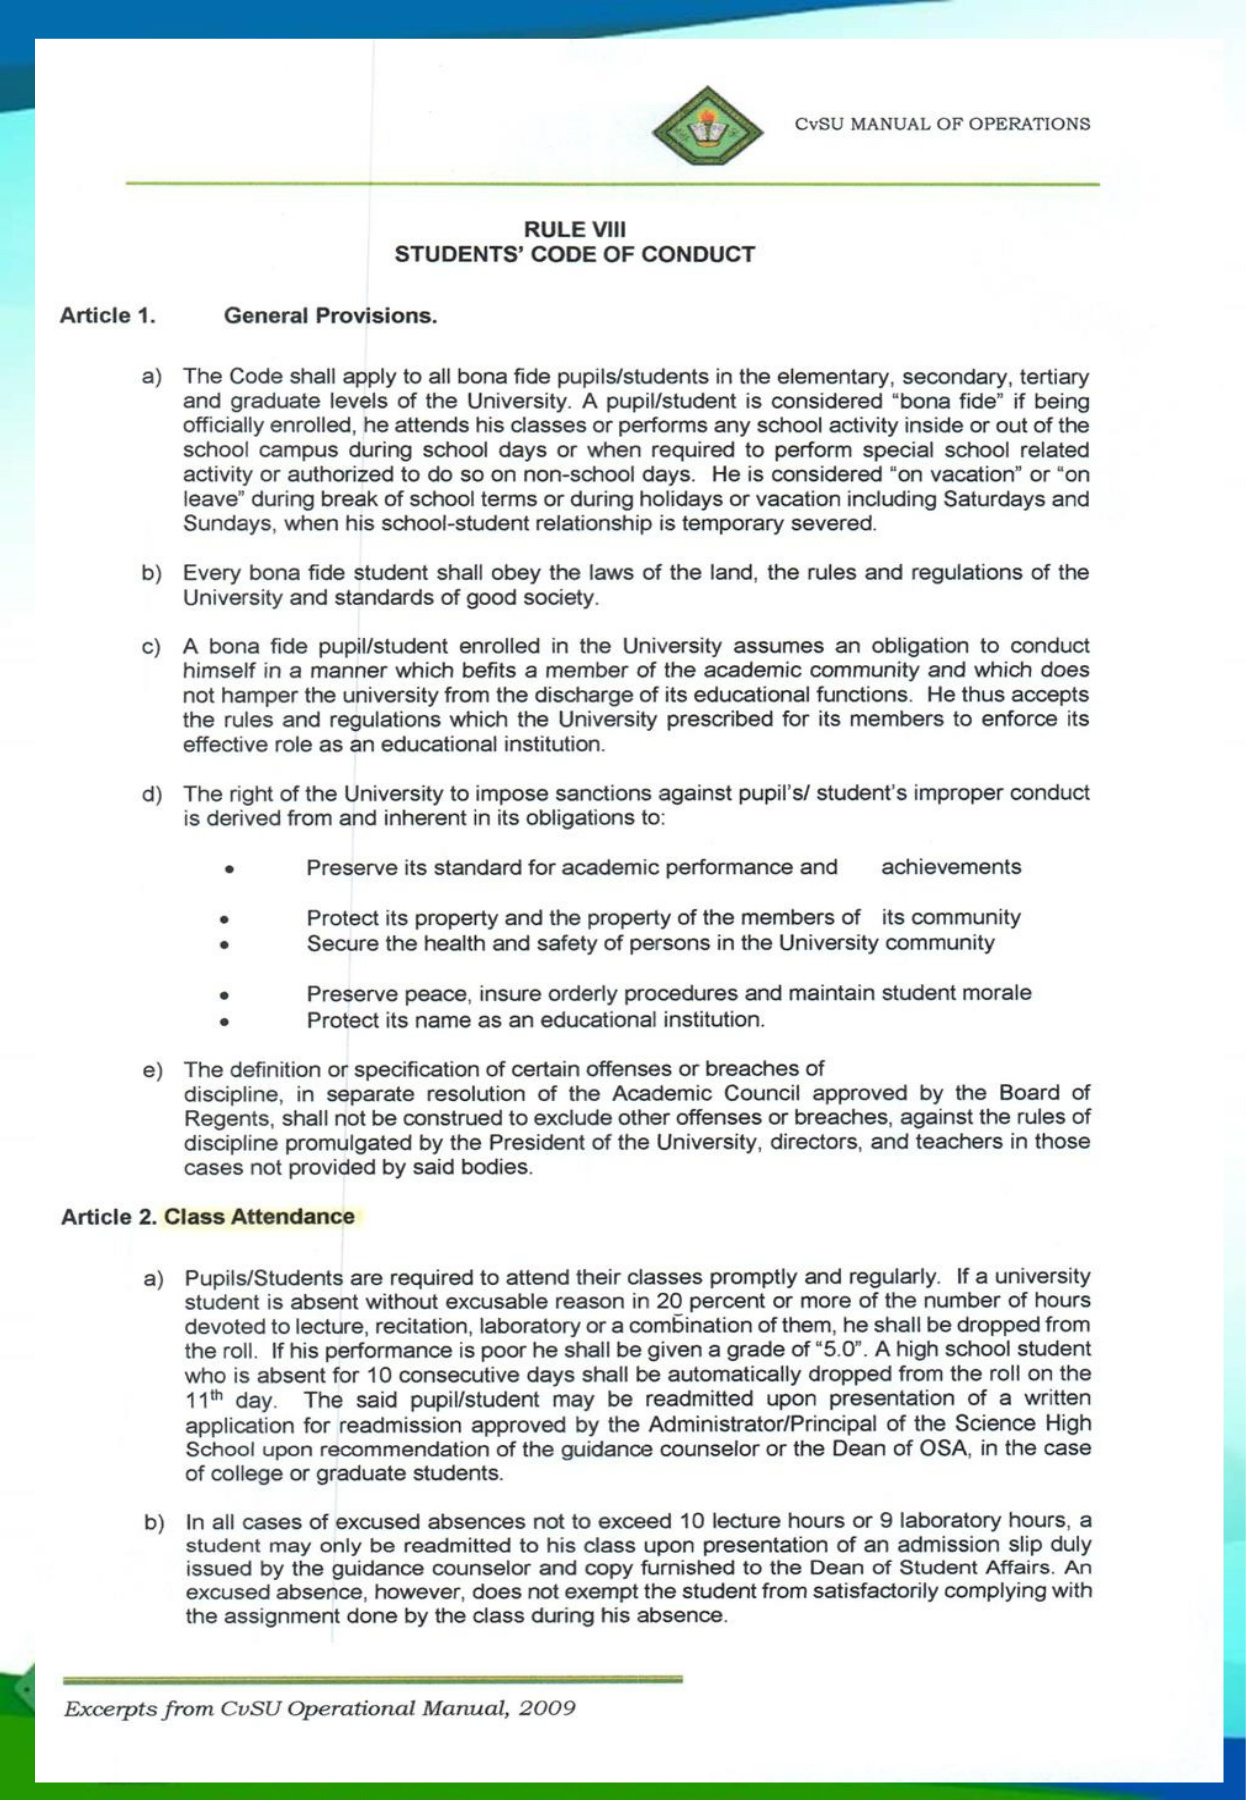 CvSU MANUAL OF OPERATIONS
RULE VIII
STUDENTS' CODE OF CONDUCT
Article 1. General Provisions.
a) The Code shall apply to all bona fide pupils/students in the elementary, secondary, tertiary
and graduate levels of the University. A pupil/student is considered “bona fide” if being
officially enrolled, he attends his classes or performs any school activity inside or out of the
school campus during school days or when required to perform special school related
activity or authorized to do so on non-school days. He is considered “on vacation” or “on
leave” during break of school terms or during holidays or vacation including Saturdays and
Sundays, when his school-student relationship is temporary severed.
b) Every bona fide student shall obey the laws of the land, the rules and regulations of the
University and standards of good society.
c) A bona fide pupil/student enrolled in the University assumes an obligation to conduct
himself in a manner which befits a member of the academic community and which does
not hamper the university from the discharge of its educational functions. He thus accepts
the rules and regulations which the University prescribed for its members to enforce its
effective role as an educational institution.
d) The right of the University to impose sanctions against pupil's/ student's improper conduct
is derived from and inherent in its obligations to:
• Preserve its standard for academic performance and achievements
• Protect its property and the property of the members of its community
• Secure the health and safety of persons in the University community
• Preserve peace, insure orderly procedures and maintain student morale
• Protect its name as an educational institution.
e) The definition or specification of certain offenses or breaches of
discipline, in separate resolution of the Academic Council approved by the Board of
Regents, shall not be construed to exclude other offenses or breaches, against the rules of
discipline promulgated by the President of the University, directors, and teachers in those
cases not provided by said bodies.
Article 2. Class Attendance
a) Pupils/Students are required to attend their classes promptly and regularly. If a university
student is absent without excusable reason in 20 percent or more of the number of hours
devoted to lecture, recitation, laboratory or a combination of them, he shall be dropped from
the roll. If his performance is poor he shall be given a grade of “5.0”. A high school student
who is absent for 10 consecutive days shall be automatically dropped from the roll on the
11th day. The said pupil/student may be readmitted upon presentation of a written
application for readmission approved by the Administrator/Principal of the Science High
School upon recommendation of the guidance counselor or the Dean of OSA, in the case
of college or graduate students.
b) In all cases of excused absences not to exceed 10 lecture hours or 9 laboratory hours, a
student may only be readmitted to his class upon presentation of an admission slip duly
issued by the guidance counselor and copy furnished to the Dean of Student Affairs. An
excused absence, however, does not exempt the student from satisfactorily complying with
the assignment done by the class during his absence.
Excerpts from CvSU Operational Manual, 2009